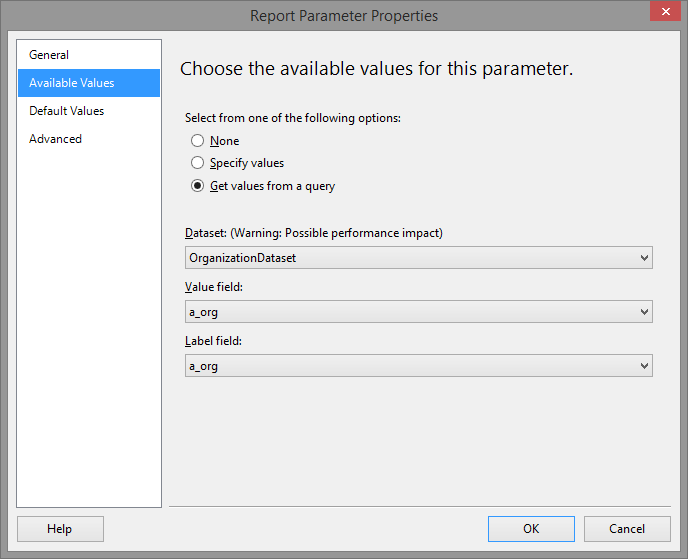 Report Parameter Properties
General
Available Values
Default Values
Advanced
Choose the available values for this parameter.
Select from one of the following options:
None
Specify values
Get values from a query
Dataset: (Warning: Possible performance impact)
OrganizationDataset
Value field:
a_org
Label field:
a_org
Help
OK
Cancel